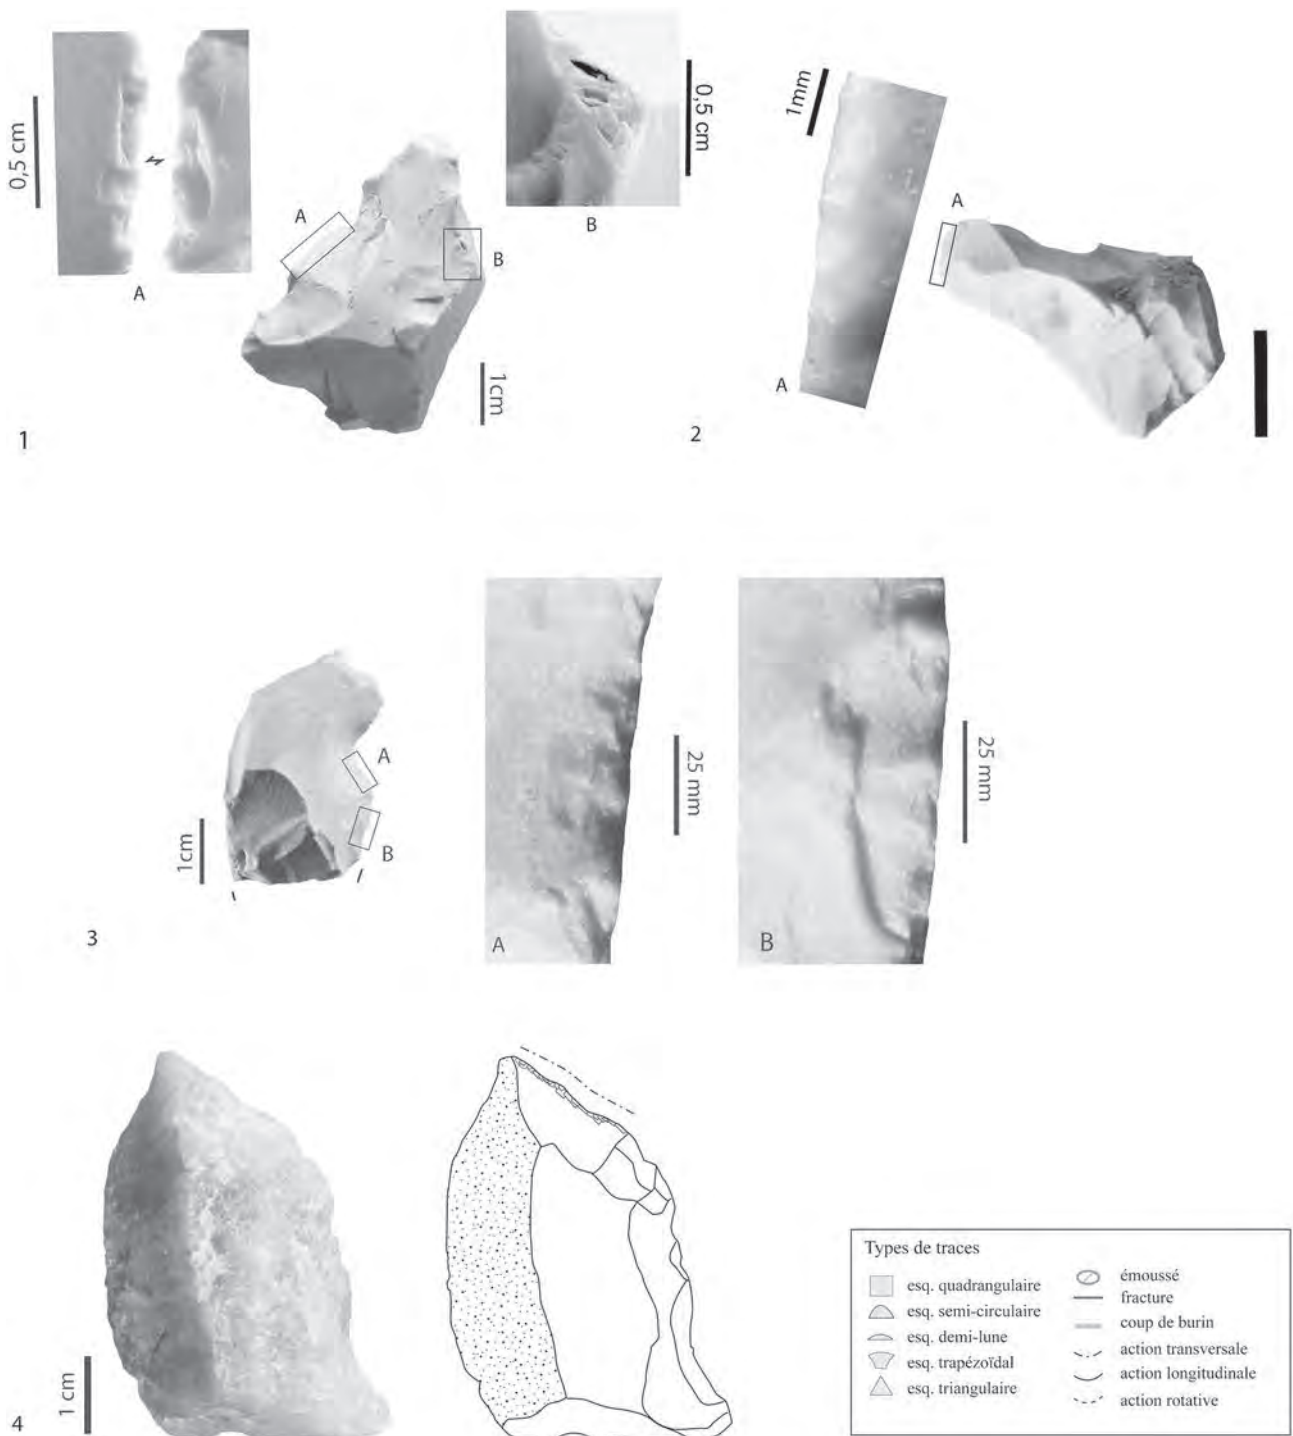 0,5 cm
A
A
B
1cm
0,5 cm
B
1
1mm
A
A
2
A
B
1cm
3
A
25 mm
B
25 mm
1 cm
4
Types de traces
esq. quadrangulaire
esq. semi-circulaire
esq. demi-lune
esq. trapézoïdal
esq. triangulaire
émoussé
fracture
coup de burin
action transversale
action longitudinale
action rotative